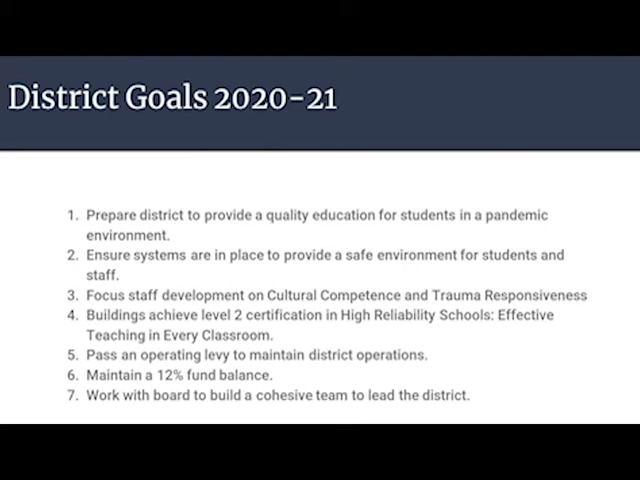 District Goals 2020-21
1. Prepare district to provide a quality education for students in a pandemic
environment.
2. Ensure systems are in place to provide a safe environment for students and
staff.
3. Focus staff development on Cultural Competence and Trauma Responsiveness
4. Buildings achieve level 2 certification in High Reliability Schools: Effective
Teaching in Every Classroom.
5. Pass an operating levy to maintain district operations.
6. Maintain a 12% fund balance.
7. Work with board to build a cohesive team to lead the district.